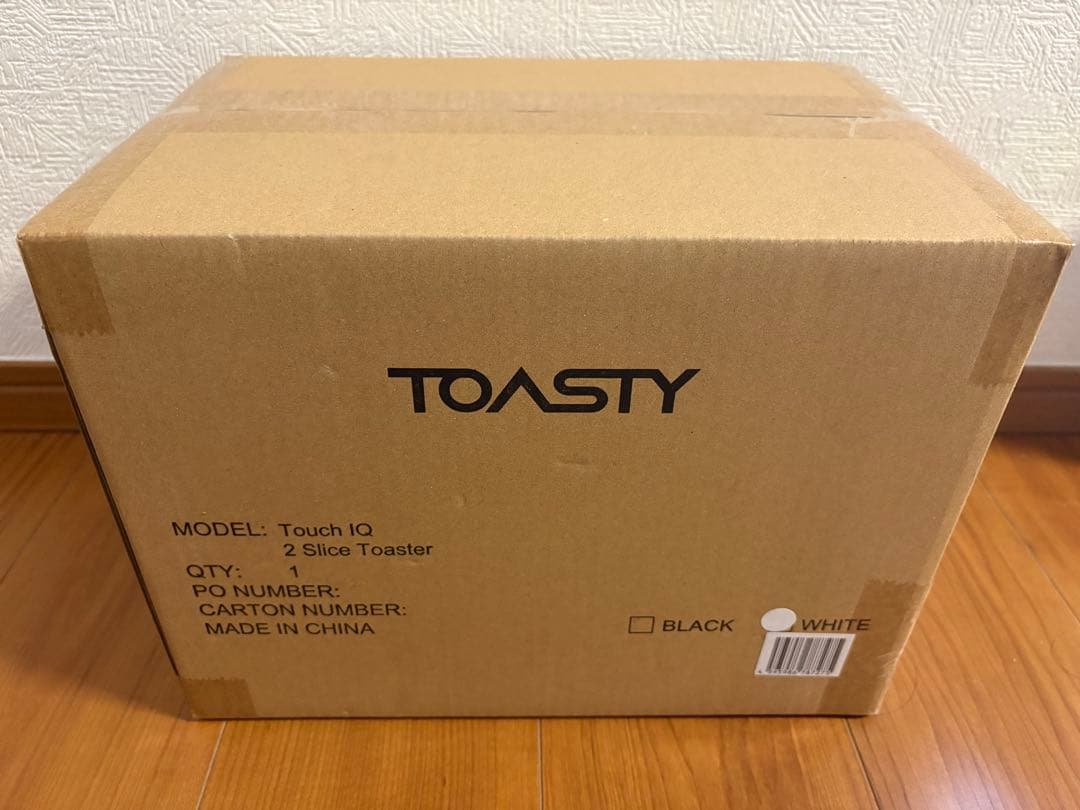 TOASTY
MODEL: Touch IQ
2 Slice Toaster
QTY: 1
PO NUMBER:
CARTON NUMBER:
MADE IN CHINA
BLACK WHITE